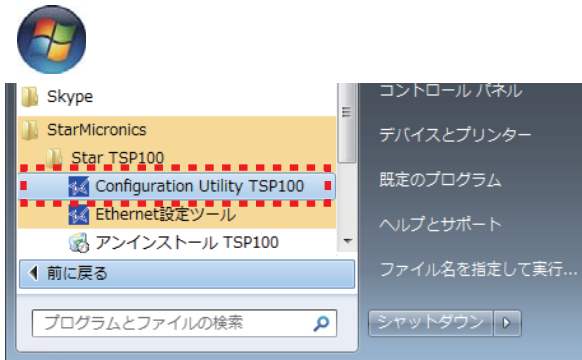 Skype
StarMicronics
Star TSP100
Configuration Utility TSP100
Ethernet設定ツール
アンインストール TSP100
前に戻る
プログラムとファイルの検索
コントロール パネル
デバイスとプリンター
既定のプログラム
ヘルプとサポート
ファイル名を指定して実行...
シャットダウン